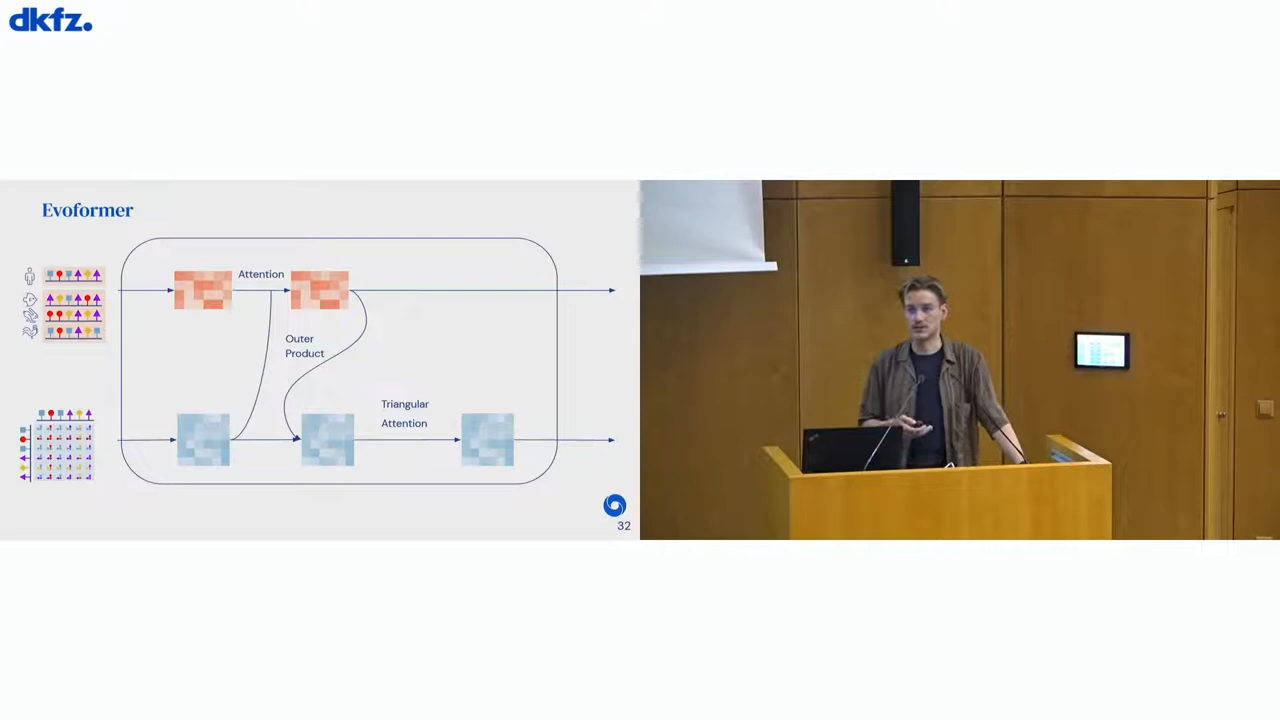 dkfz.
Evoformer
Attention
Outer
Product
Triangular
Attention
32